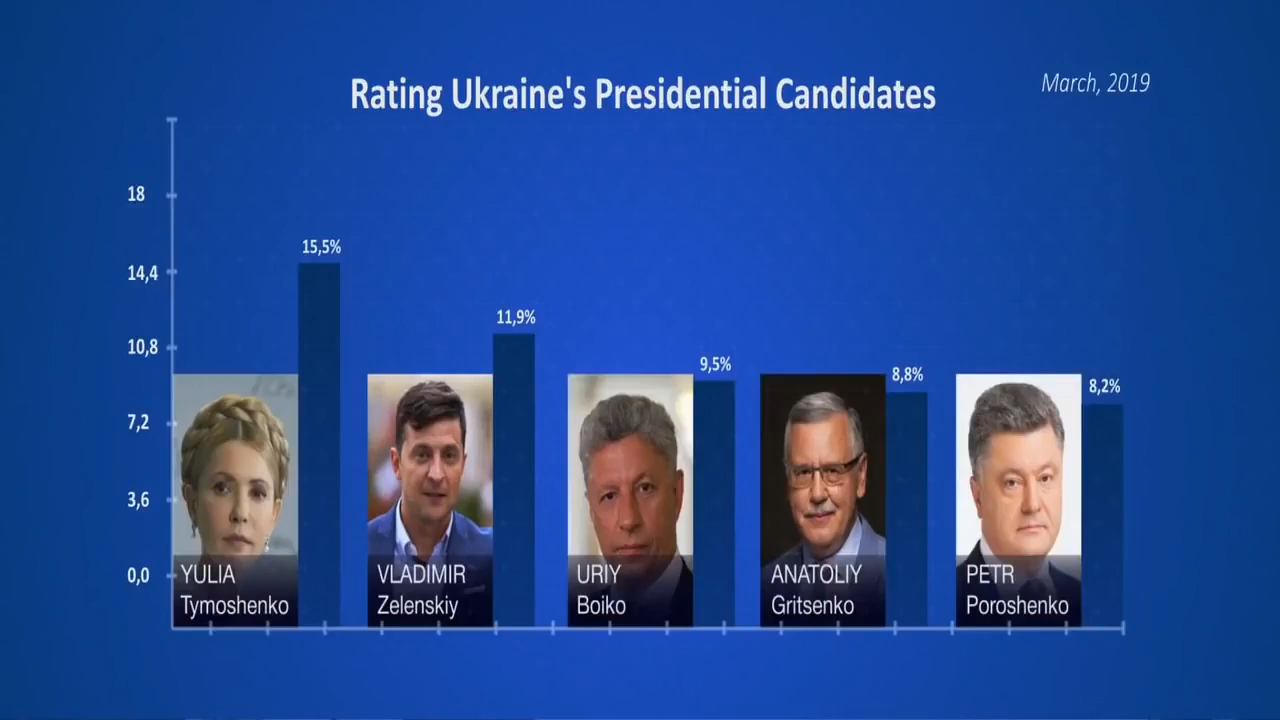 Rating Ukraine's Presidential Candidates
March, 2019
18
14,4
10,8
7,2
3,6
0,0
15,5%
11,9%
9,5%
8,8%
8,2%
YULIA
Tymoshenko
VLADIMIR
Zelenskiy
URIY
Boiko
ANATOLIY
Gritsenko
PETR
Poroshenko